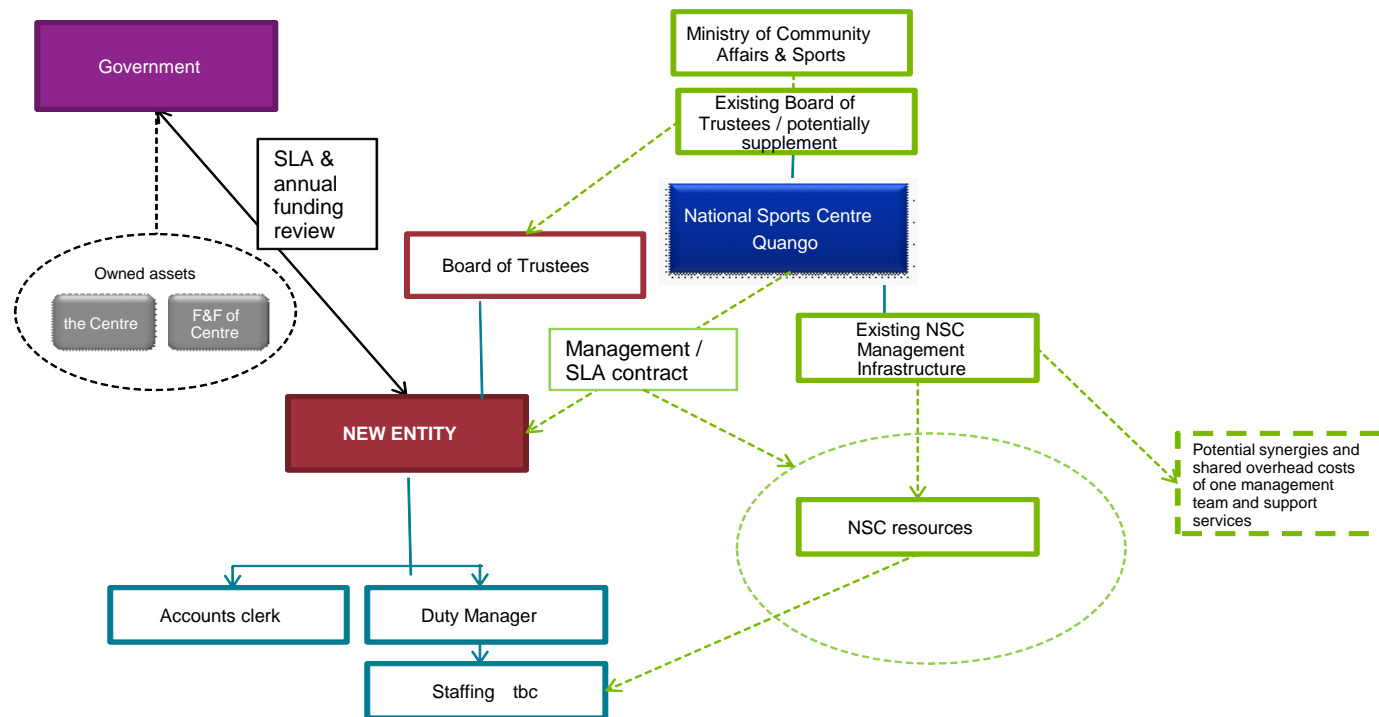 Government
Ministry of Community
Affairs & Sports
Existing Board of
Trustees / potentially
supplement
SLA &
annual
funding
review
National Sports Centre
Quango
Board of Trustees
Owned assets
the Centre
F&F of
Centre
Management /
SLA contract
Existing NSC
Management
Infrastructure
NEW ENTITY
Potential synergies and
shared overhead costs
of one management
team and support
services
NSC resources
Accounts clerk
Duty Manager
Staffing tbc